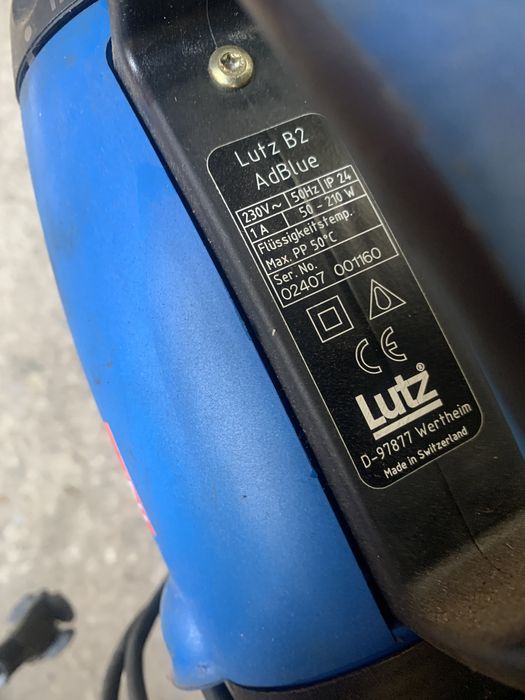 Lutz B2
AdBlue
230V~ 50Hz IP 24
1 A 50 - 210 W
Flüssigkeitstemp.
Max. PP 50°C
Ser. No.
02407 001160
CE
Lutz®
D-97877 Wertheim
Made in Switzerland